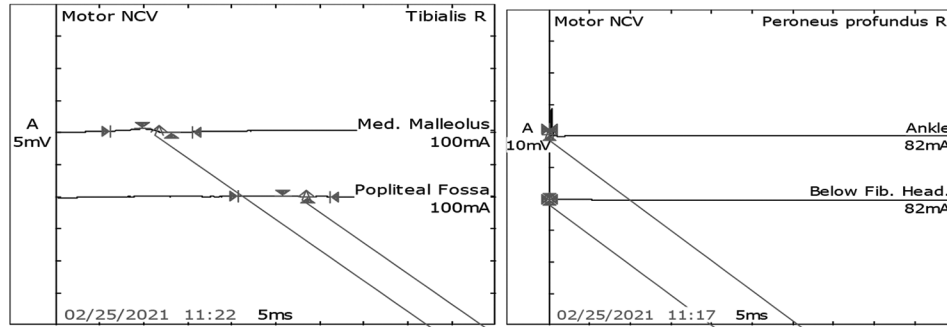 Motor NCV Tibialis R
A
5mV
Med. Malleolus
100mA
Popliteal Fossa
100mA
02/25/2021 11:22 5ms
Motor NCV Peroneus profundus R
A
10mV
Ankle
82mA
Below Fib. Head.
82mA
02/25/2021 11:17 5ms